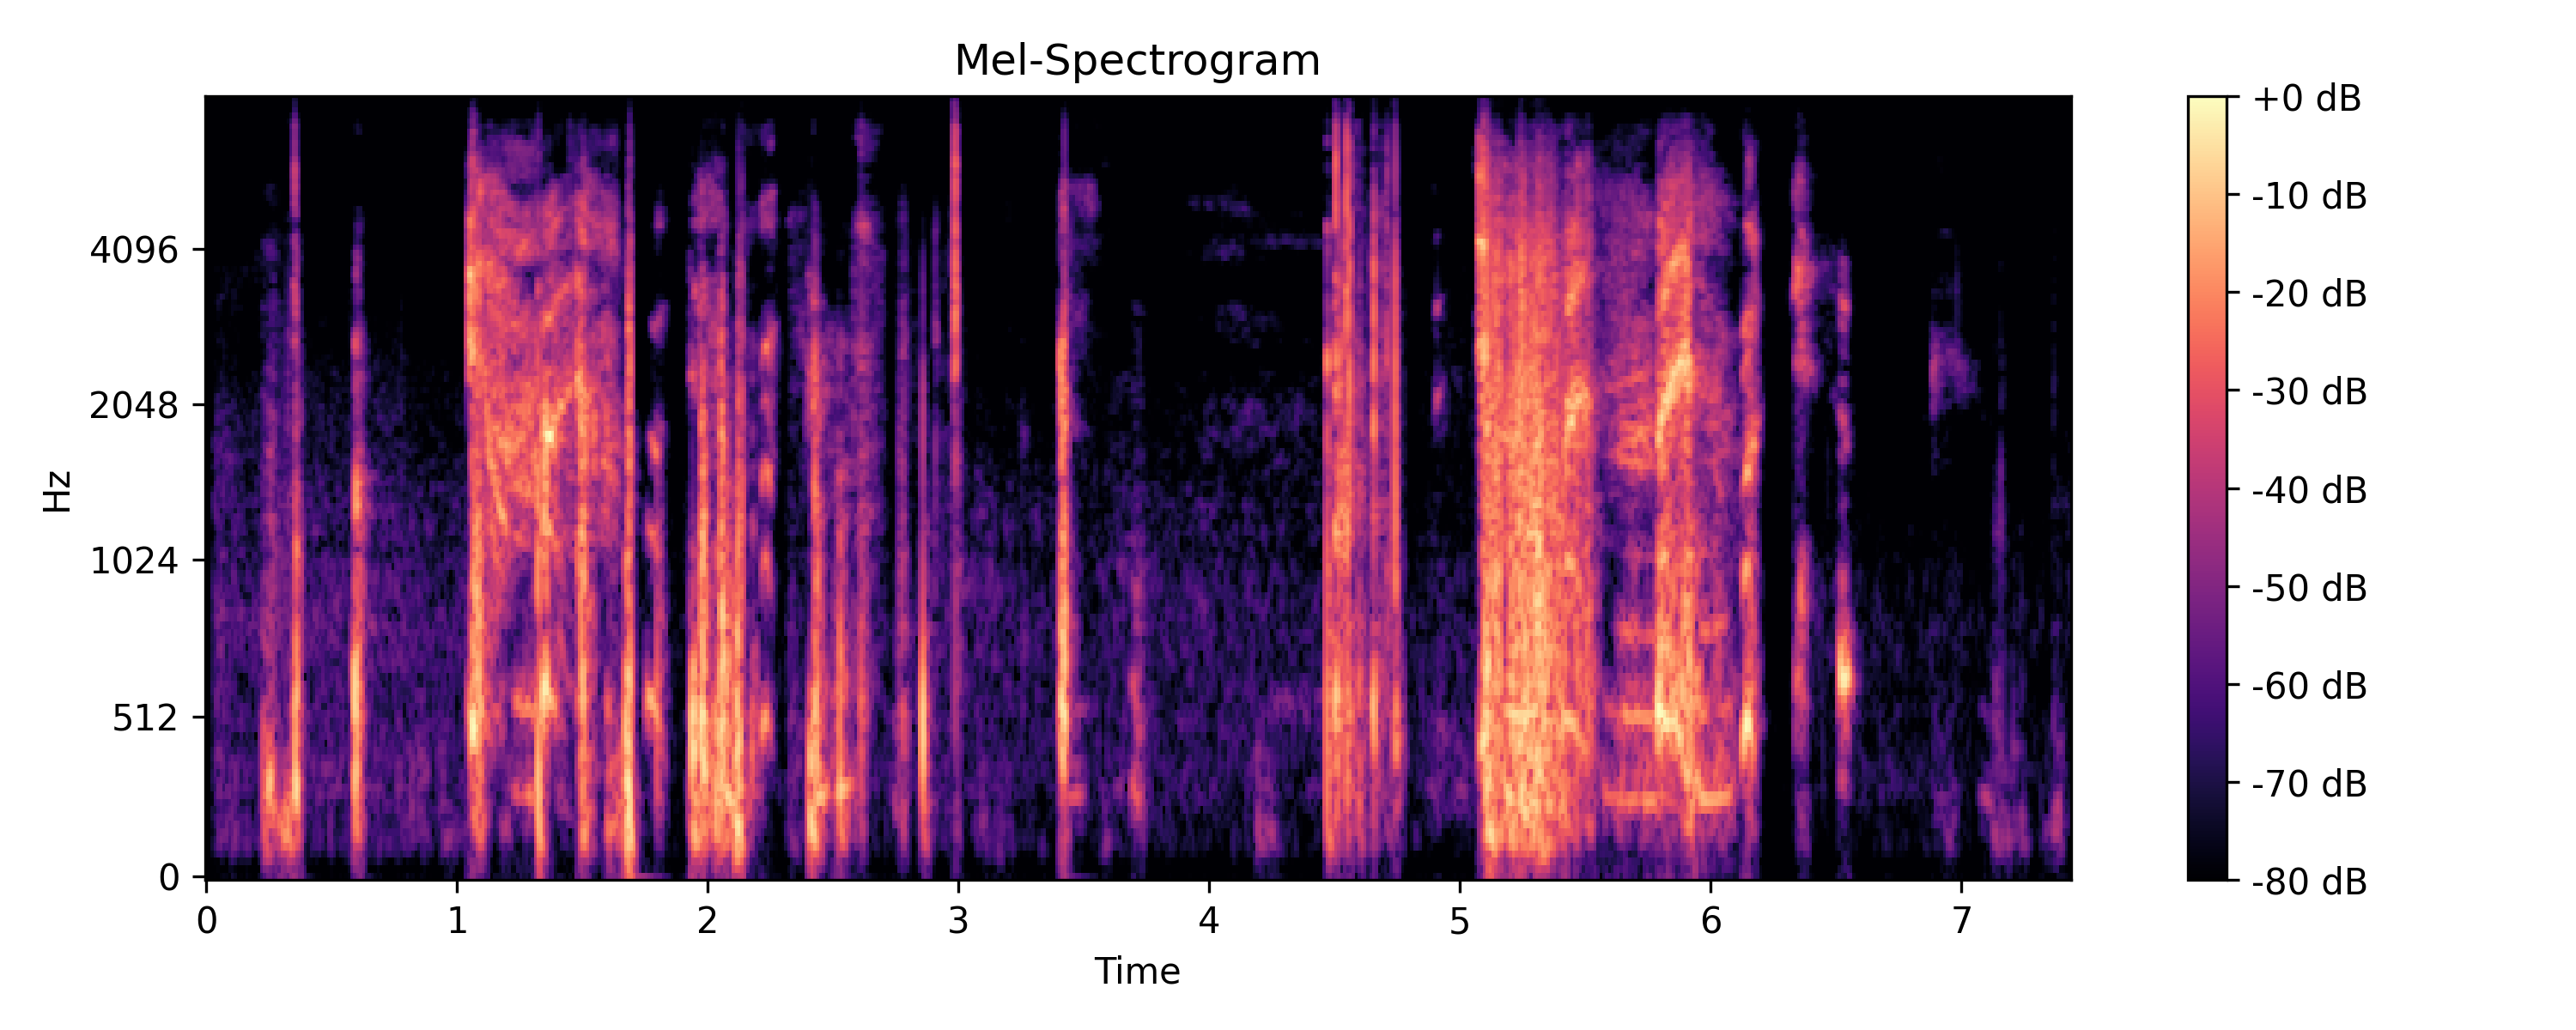 Mel-Spectrogram
+0 dB
-10 dB
-20 dB
-30 dB
-40 dB
-50 dB
-60 dB
-70 dB
-80 dB
4096
2048
1024
512
0
Hz
0 1 2 3 4 5 6 7
Time